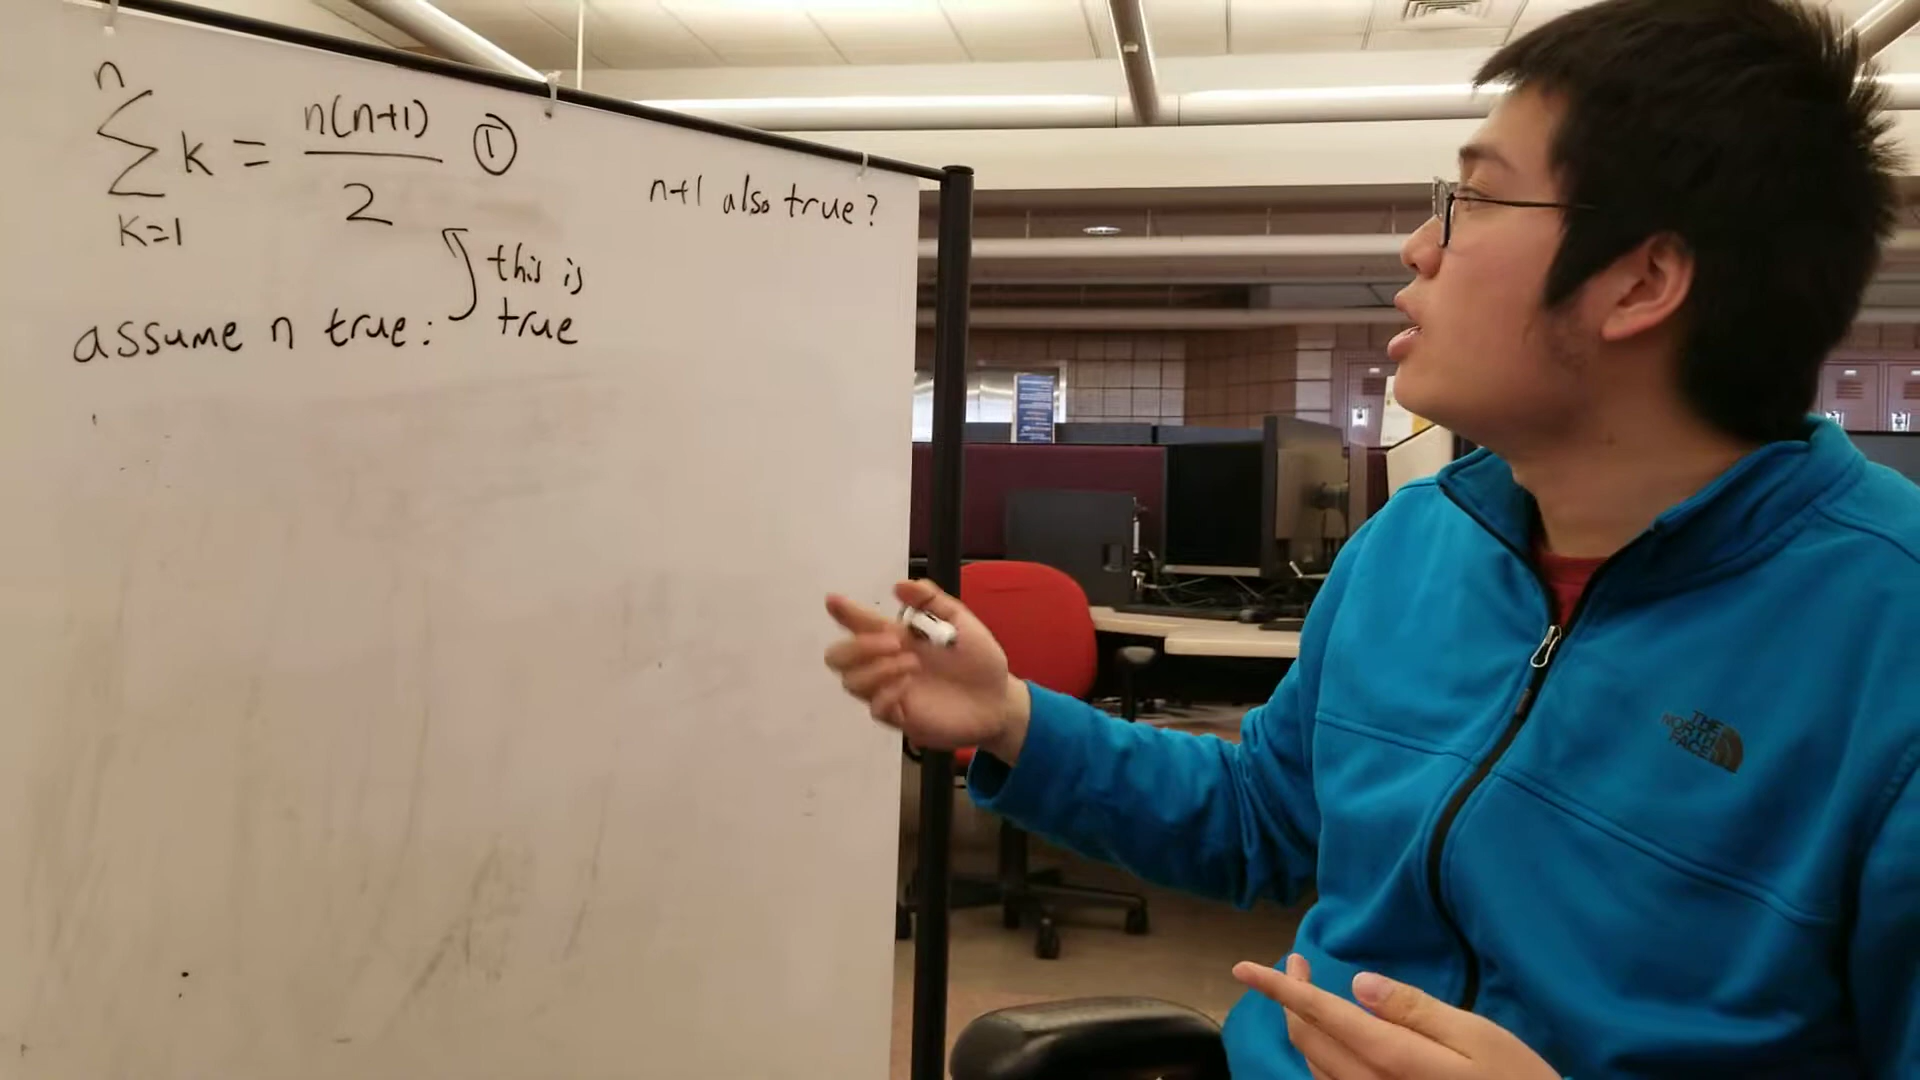 n
∑ k = n(n+1) / 2 ①
k=1
n+1 also true?
this is
true
assume n true:
THE
NORTH
FACE